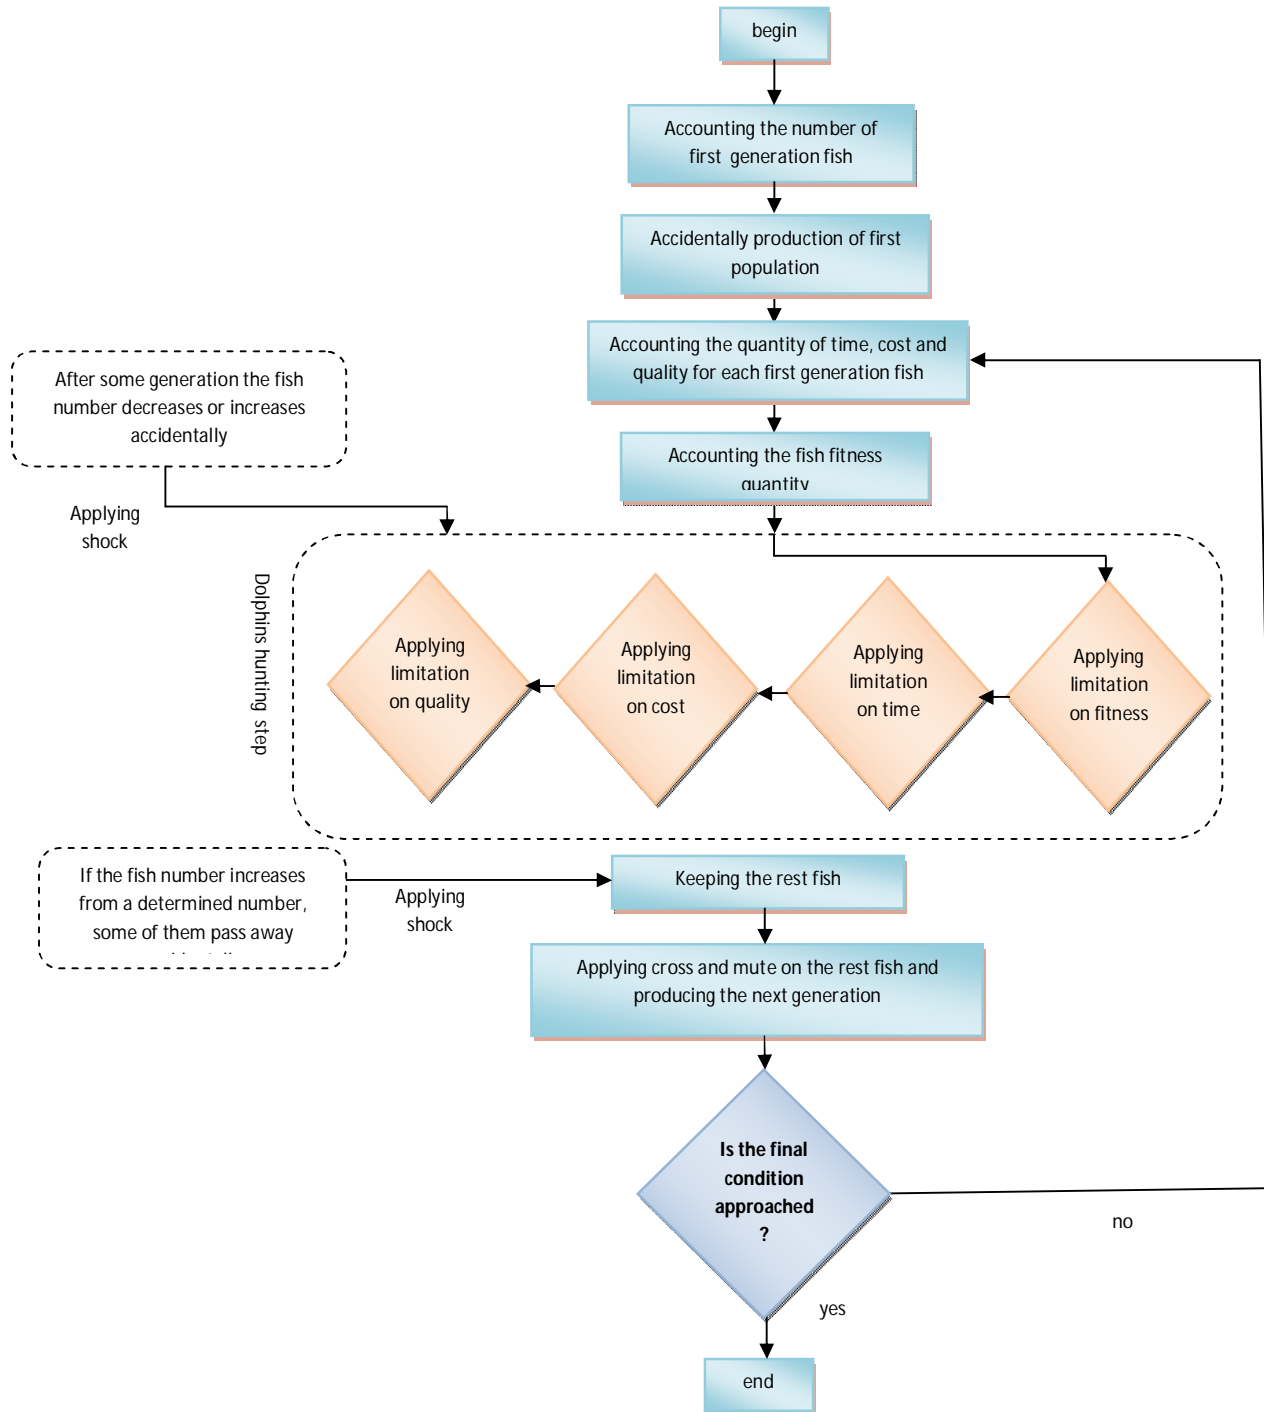 begin
Accounting the number of
first generation fish
Accidentally production of first
population
Accounting the quantity of time, cost and
quality for each first generation fish
After some generation the fish
number decreases or increases
accidentally
Accounting the fish fitness
quantity
Applying
shock
Dolphins hunting step
Applying
limitation
on quality
Applying
limitation
on cost
Applying
limitation
on time
Applying
limitation
on fitness
If the fish number increases
from a determined number,
some of them pass away
Applying
shock
Keeping the rest fish
Applying cross and mute on the rest fish and
producing the next generation
Is the final
condition
approached
?
no
yes
end